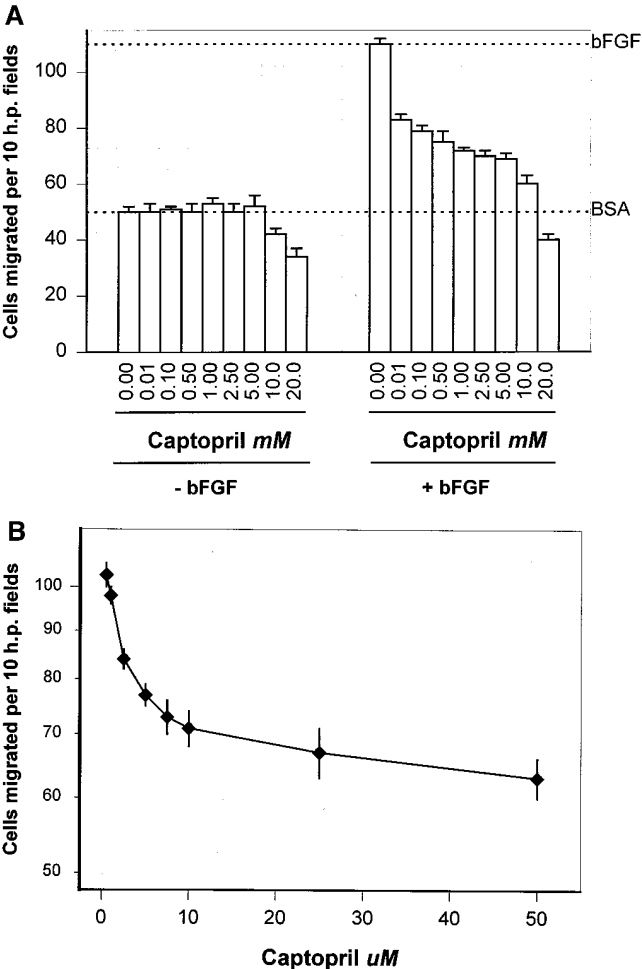 A
Cells migrated per 10 h.p. fields
100
80
60
40
20
0
bFGF
BSA
0.00 0.01 0.10 0.50 1.00 2.50 5.00 10.0 20.0
0.00 0.01 0.10 0.50 1.00 2.50 5.00 10.0 20.0
Captopril mM
Captopril mM
- bFGF
+ bFGF
B
Cells migrated per 10 h.p. fields
100
90
80
70
60
50
0 10 20 30 40 50
Captopril uM